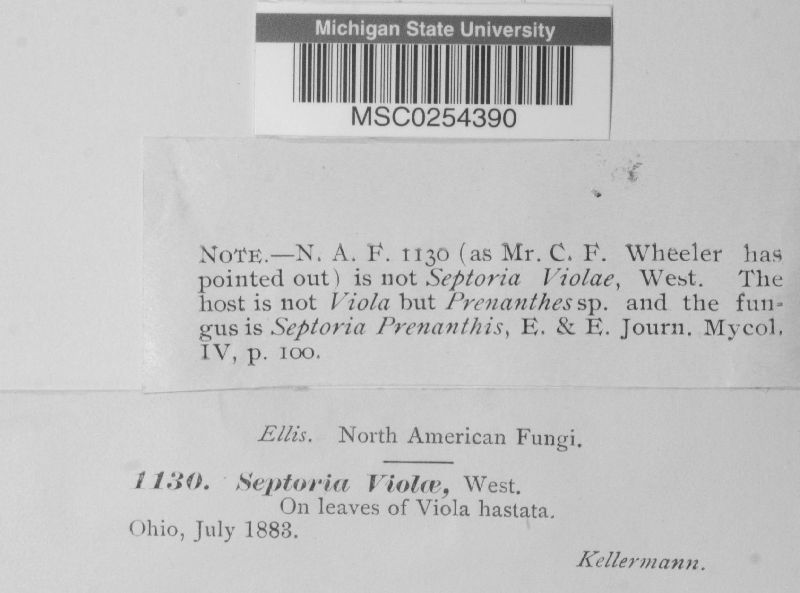 Michigan State University
MSC0254390
NOTE.—N. A. F. 1130 (as Mr. C. F. Wheeler has
pointed out) is not Septoria Violae, West. The
host is not Viola but Prenanthes sp. and the fun-
gus is Septoria Prenanthis, E. & E. Journ. Mycol.
IV, p. 100.
Ellis. North American Fungi.
1130. Septoria Violæ, West.
On leaves of Viola hastata.
Ohio, July 1883.
Kellermann.